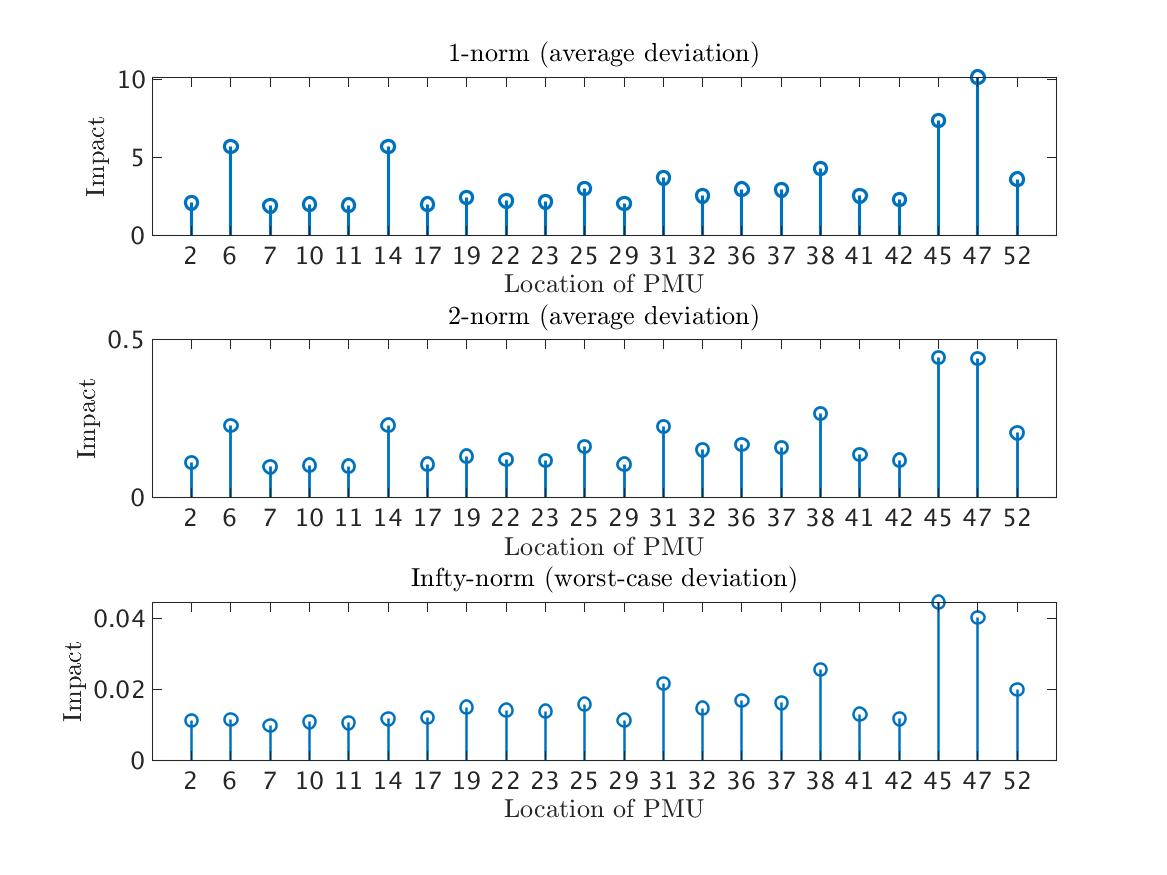 1-norm (average deviation)
10
5
0
Impact
2 6 7 10 11 14 17 19 22 23 25 29 31 32 36 37 38 41 42 45 47 52
Location of PMU
2-norm (average deviation)
0.5
0
Impact
2 6 7 10 11 14 17 19 22 23 25 29 31 32 36 37 38 41 42 45 47 52
Location of PMU
Infty-norm (worst-case deviation)
0.04
0.02
0
Impact
2 6 7 10 11 14 17 19 22 23 25 29 31 32 36 37 38 41 42 45 47 52
Location of PMU